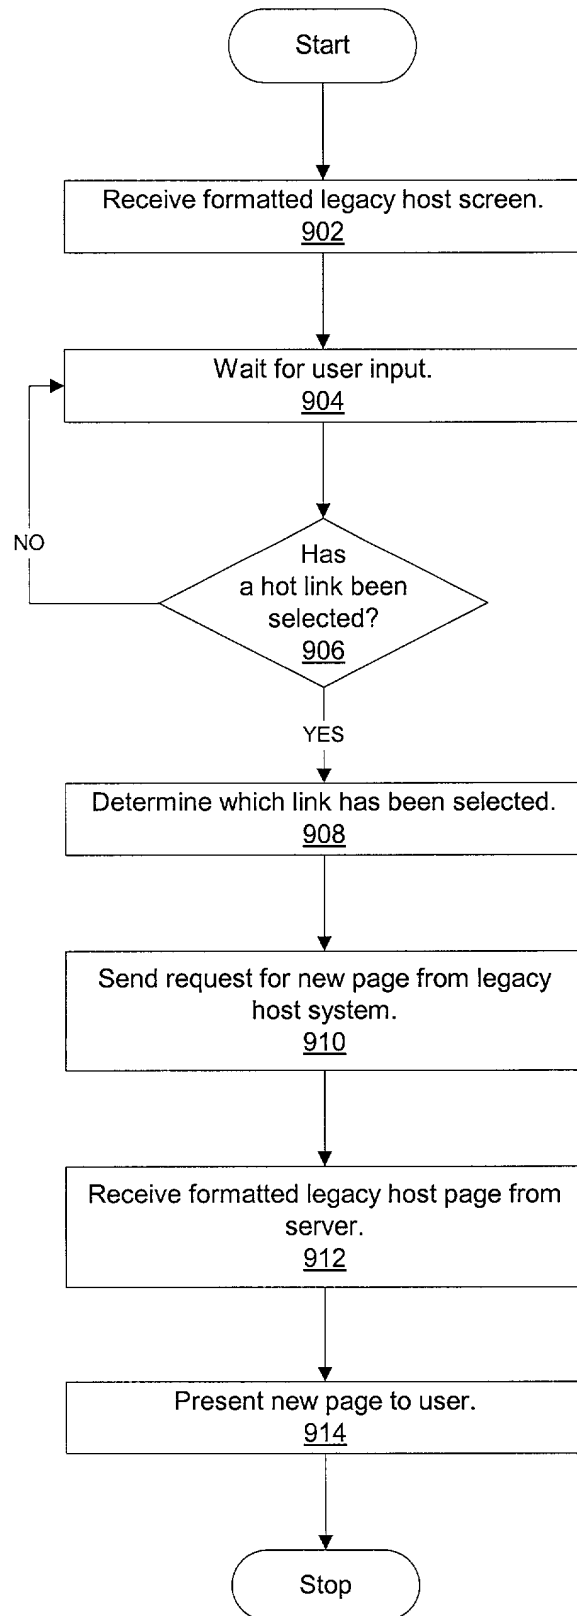 Start
Receive formatted legacy host screen.
902
Wait for user input.
904
NO
Has
a hot link been
selected?
906
YES
Determine which link has been selected.
908
Send request for new page from legacy
host system.
910
Receive formatted legacy host page from
server.
912
Present new page to user.
914
Stop